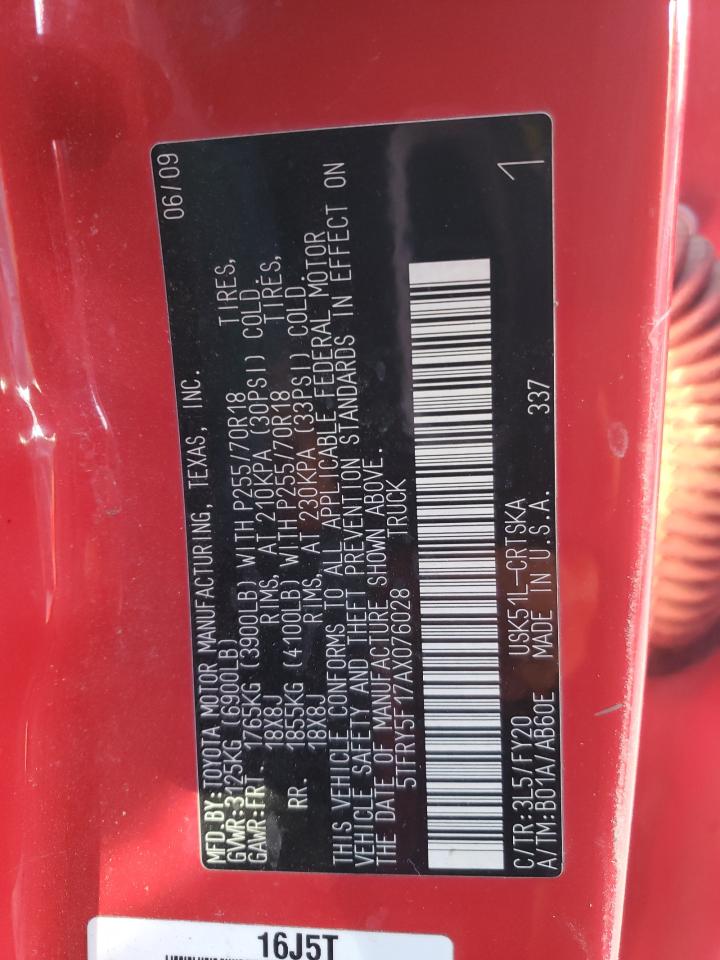 06/09
MFD. BY: TOYOTA MOTOR MANUFACTURING, TEXAS, INC.
GVWR: 3125KG (6900LB)
GAWR: FRT. 1765KG (3900LB) WITH P255/70R18 TIRES,
18X8J RIMS, AT 210KPA (30PSI) COLD
RR. 1855KG (4100LB) WITH P255/70R18 TIRES,
18X8J RIMS, AT 230KPA (33PSI) COLD.
THIS VEHICLE CONFORMS TO ALL APPLICABLE FEDERAL MOTOR
VEHICLE SAFETY AND THEFT PREVENTION STANDARDS IN EFFECT ON
THE DATE OF MANUFACTURE SHOWN ABOVE.
5TFRY5F17AX076028 TRUCK
1
C/TR: 3L5/FY20 USK51L-CRTSKA
A/TM: B01A/AB60E MADE IN U.S.A. 337
16J5T